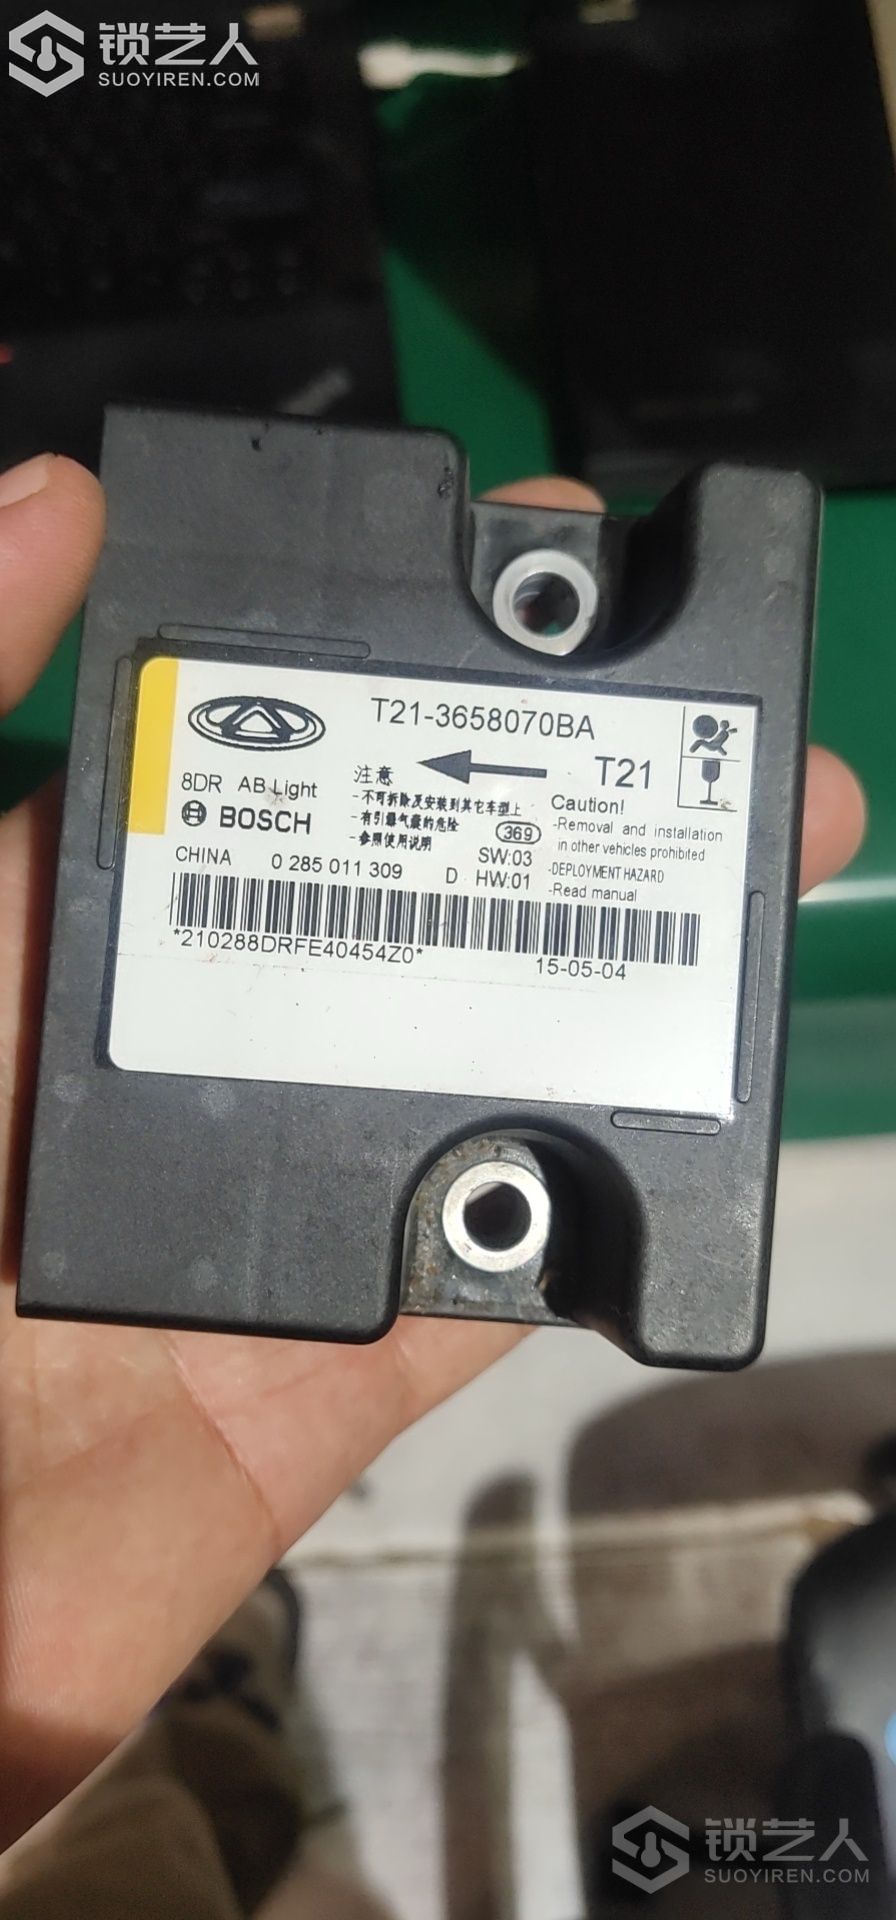 锁艺人
SUOYIREN.COM
T21-3658070BA
T21
8DR AB Light
BOSCH
CHINA 0 285 011 309
注意
-不可拆除及安装到其它车型上
-有引爆气囊的危险
-参照使用说明
369
SW:03
D HW:01
Caution!
-Removal and installation
in other vehicles prohibited
-DEPLOYMENT HAZARD
-Read manual
*210288DRFE40454Z0*
15-05-04
锁艺人
SUOYIREN.COM